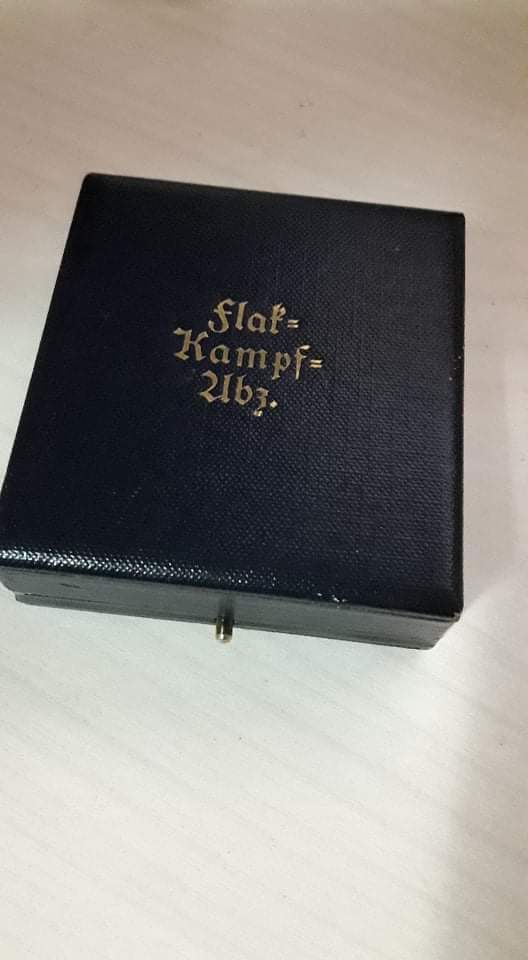 Flak-
Kampf-
Abz.